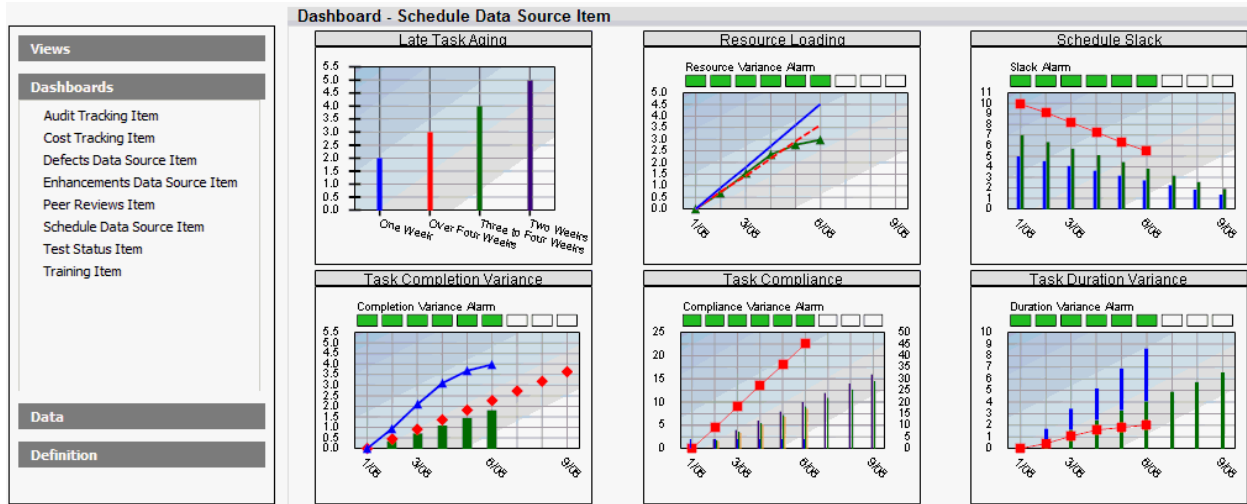 Dashboard - Schedule Data Source Item
Views
Dashboards
Audit Tracking Item
Cost Tracking Item
Defects Data Source Item
Enhancements Data Source Item
Peer Reviews Item
Schedule Data Source Item
Test Status Item
Training Item
Data
Definition
Late Task Aging
5.5
5.0
4.5
4.0
3.5
3.0
2.5
2.0
1.5
1.0
0.5
0.0
One Week
Over Four Weeks
Three to Four Weeks
Two Weeks
Resource Loading
Resource Variance Alarm
5.0
4.5
4.0
3.5
3.0
2.5
2.0
1.5
1.0
0.5
0.0
1/08 3/08 6/08 9/08
Schedule Slack
Slack Alarm
11
10
9
8
7
6
5
4
3
2
1
0
1/08 3/08 6/08 9/08
Task Completion Variance
Completion Variance Alarm
5.5
5.0
4.5
4.0
3.5
3.0
2.5
2.0
1.5
1.0
0.5
0.0
1/08 3/08 6/08 9/08
Task Compliance
Compliance Variance Alarm
25 50
45
20 40
35
15 30
25
10 20
15
5 10
5
0 0
1/08 3/08 6/08 9/08
Task Duration Variance
Duration Variance Alarm
10
9
8
7
6
5
4
3
2
1
0
1/08 3/08 6/08 9/08